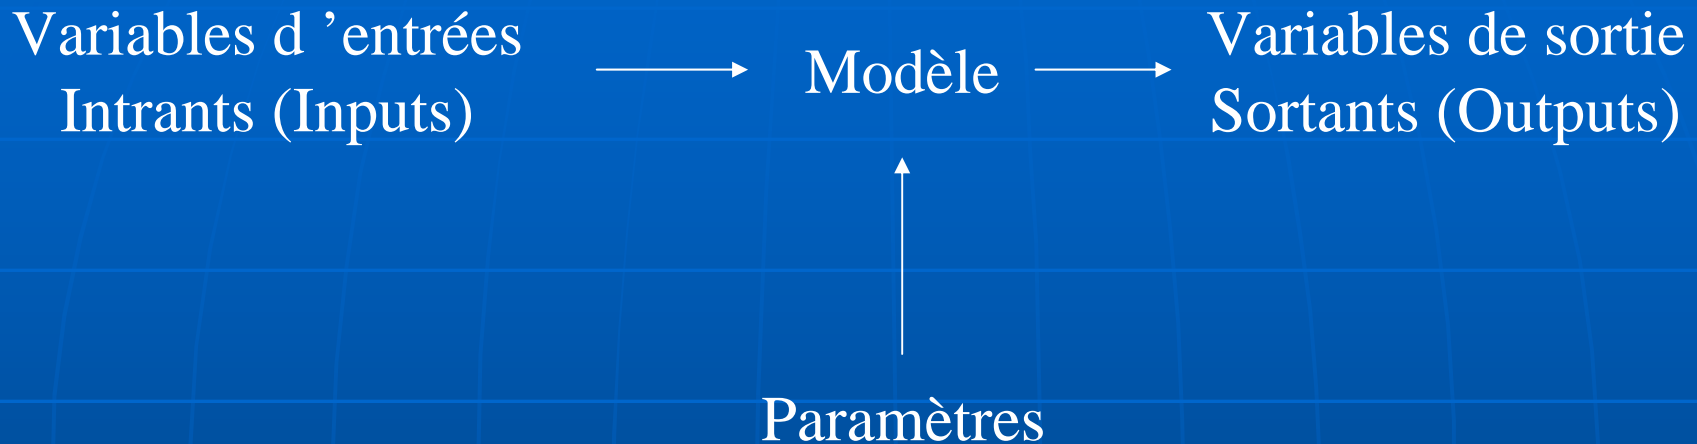 Variables d ’entrées
Intrants (Inputs)
Modèle
Variables de sortie
Sortants (Outputs)
Paramètres